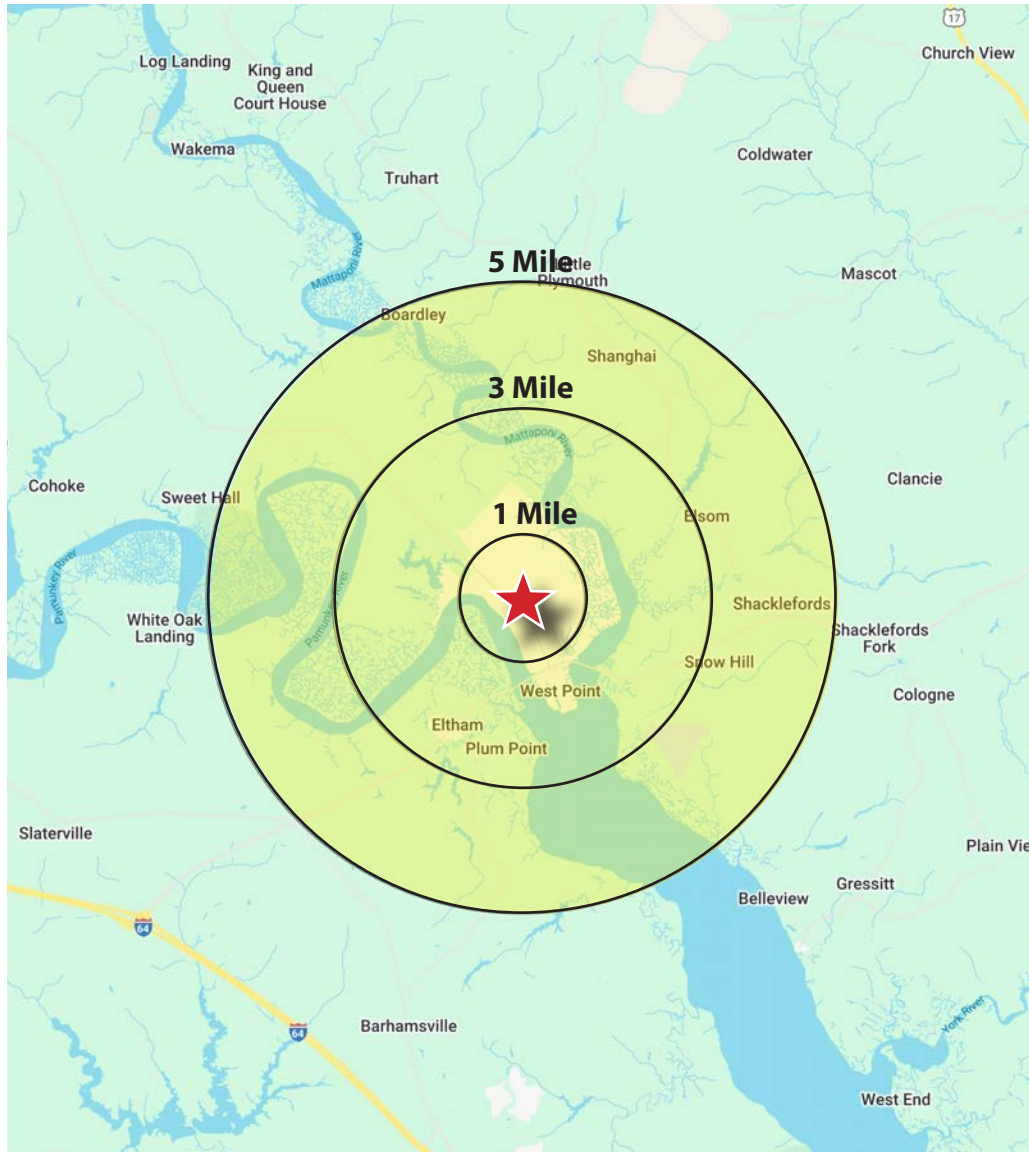 17
Church View
Log Landing
King and
Queen
Court House
Wakema
Coldwater
Truhart
5 Mile
Little
Plymouth
Mattaponi River
Mascot
Boardley
Shanghai
3 Mile
Mattaponi River
Cohoke
Sweet Hall
Clancie
1 Mile
Elsom
Pamunkey River
Pamunkey River
White Oak
Landing
Shacklefords
Shacklefords
Fork
Snow Hill
West Point
Cologne
Eltham
Plum Point
Slaterville
Plain Vie
Gressitt
Belleview
64
York River
64
Barhamsville
West End